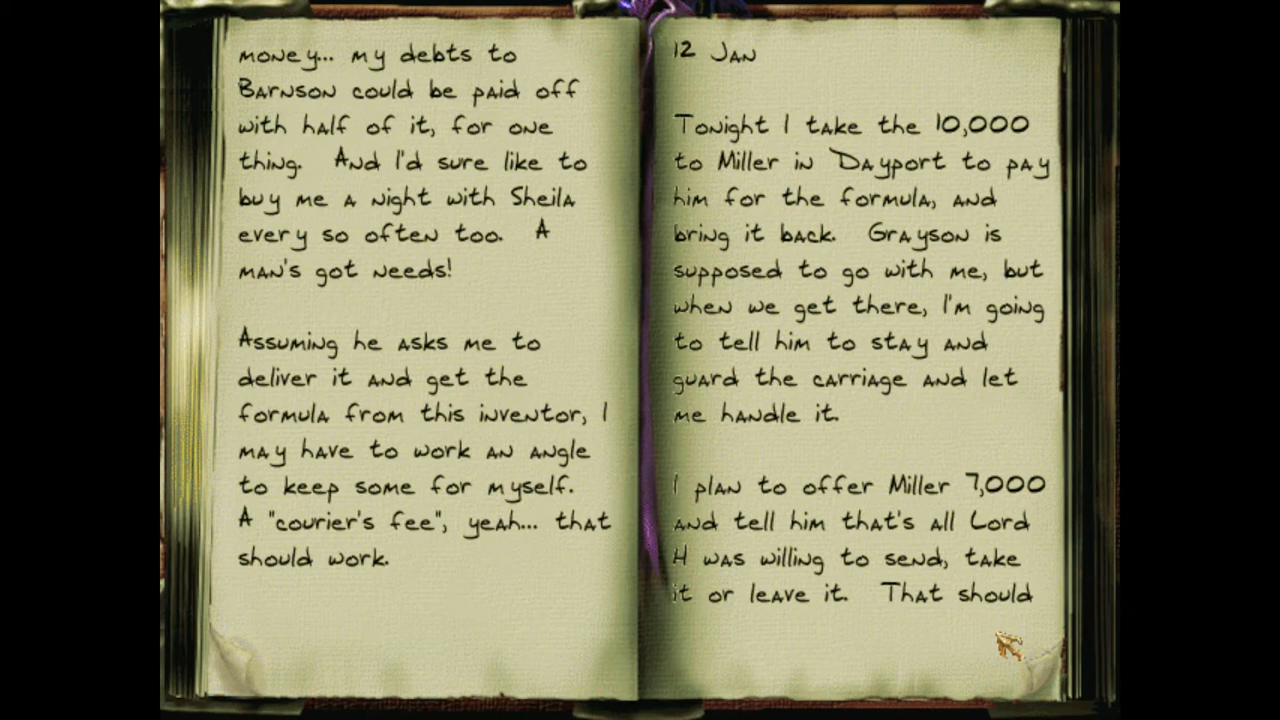 money... my debts to
Barnson could be paid off
with half of it, for one
thing. And I'd sure like to
buy me a night with Sheila
every so often too. A
man's got needs!
Assuming he asks me to
deliver it and get the
formula from this inventor, I
may have to work an angle
to keep some for myself.
A "courier's fee", yeah... that
should work.
12 Jan
Tonight I take the 10,000
to Miller in Dayport to pay
him for the formula, and
bring it back. Grayson is
supposed to go with me, but
when we get there, I'm going
to tell him to stay and
guard the carriage and let
me handle it.
I plan to offer Miller 7,000
and tell him that's all Lord
H was willing to send, take
it or leave it. That should